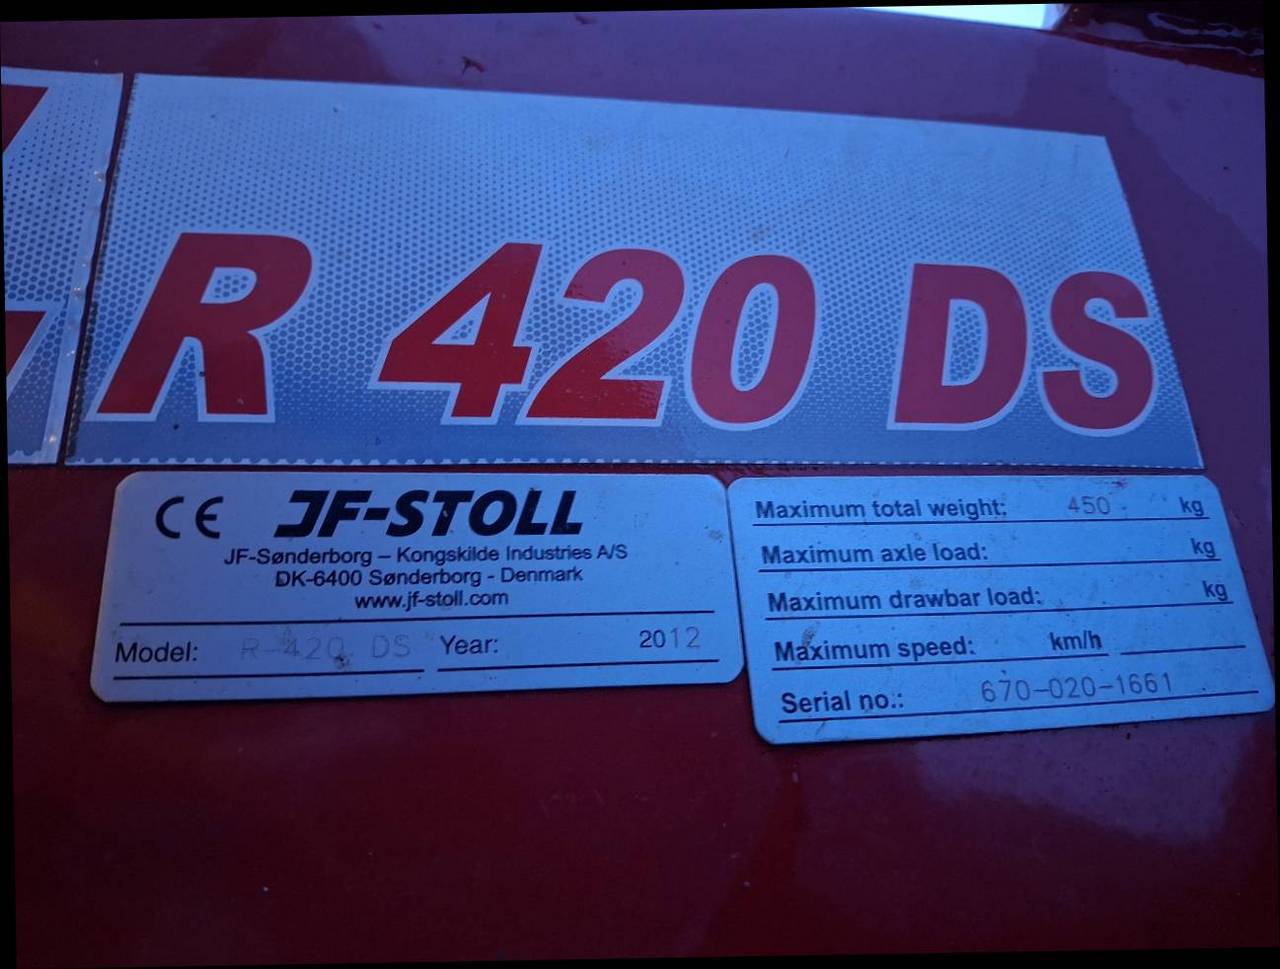 R 420 DS
CE JF-STOLL
JF-Sønderborg – Kongskilde Industries A/S
DK-6400 Sønderborg - Denmark
www.jf-stoll.com
Model: R-420 DS Year: 2012
Maximum total weight: 450 kg
Maximum axle load: kg
Maximum drawbar load: kg
Maximum speed: km/h
Serial no.: 670-020-1661